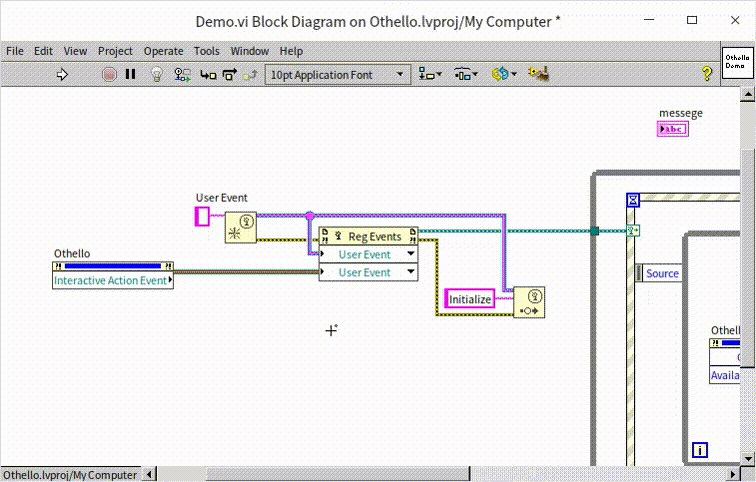 Demo.vi Block Diagram on Othello.lvproj/My Computer *
File Edit View Project Operate Tools Window Help
10pt Application Font
?
Othello
Demo
messege
abc
User Event
Reg Events
User Event
User Event
Othello
Interactive Action Event
Initialize
Source
Othell
Availa
i
Othello.lvproj/My Computer